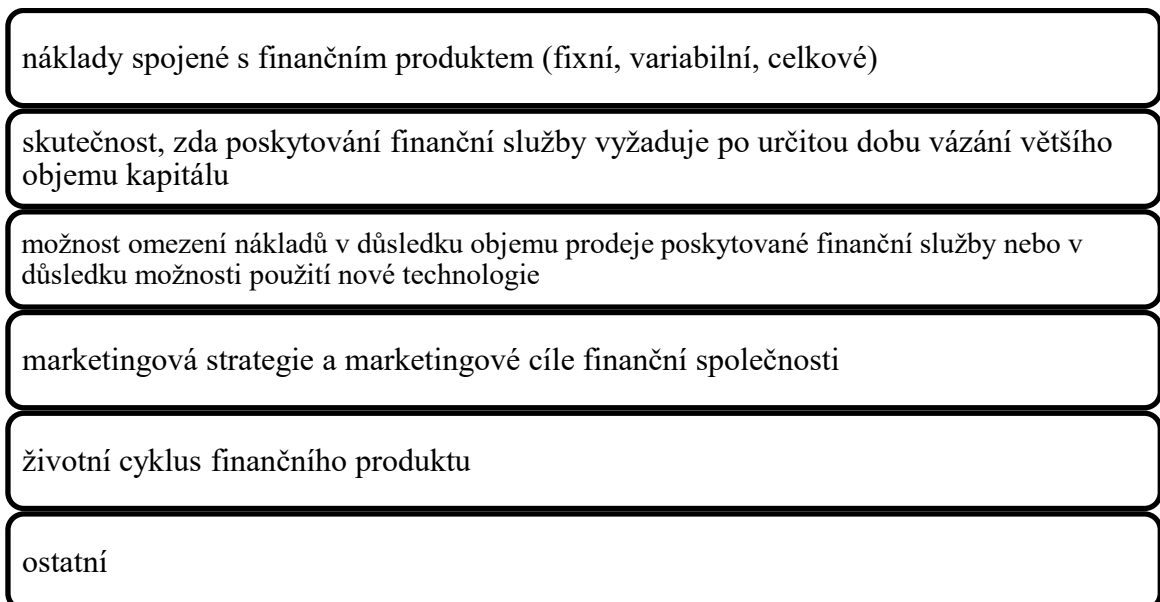 náklady spojené s finančním produktem (fixní, variabilní, celkové)
skutečnost, zda poskytování finanční služby vyžaduje po určitou dobu vázání většího
objemu kapitálu
možnost omezení nákladů v důsledku objemu prodeje poskytované finanční služby nebo v
důsledku možnosti použití nové technologie
marketingová strategie a marketingové cíle finanční společnosti
životní cyklus finančního produktu
ostatní